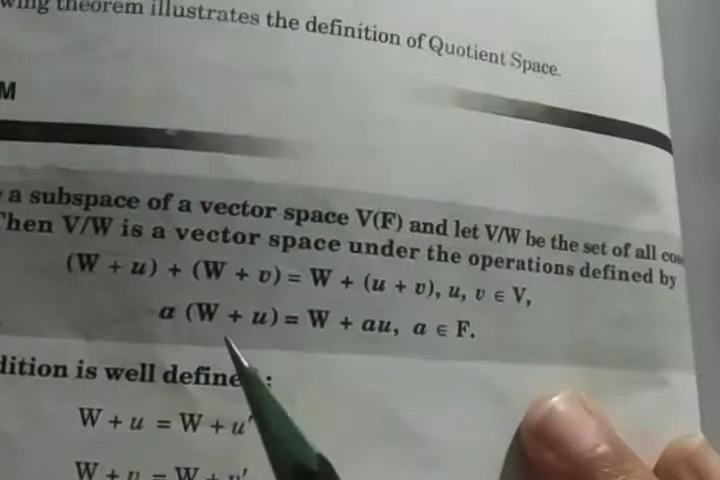 theorem illustrates the definition of Quotient Space.
M
a subspace of a vector space V(F) and let V/W be the set of all
Then V/W is a vector space under the operations defined by
(W + u) + (W + v) = W + (u + v), u, v ∈ V,
a (W + u) = W + au, a ∈ F.
dition is well define :
W + u = W + u'
W + v = W + v'